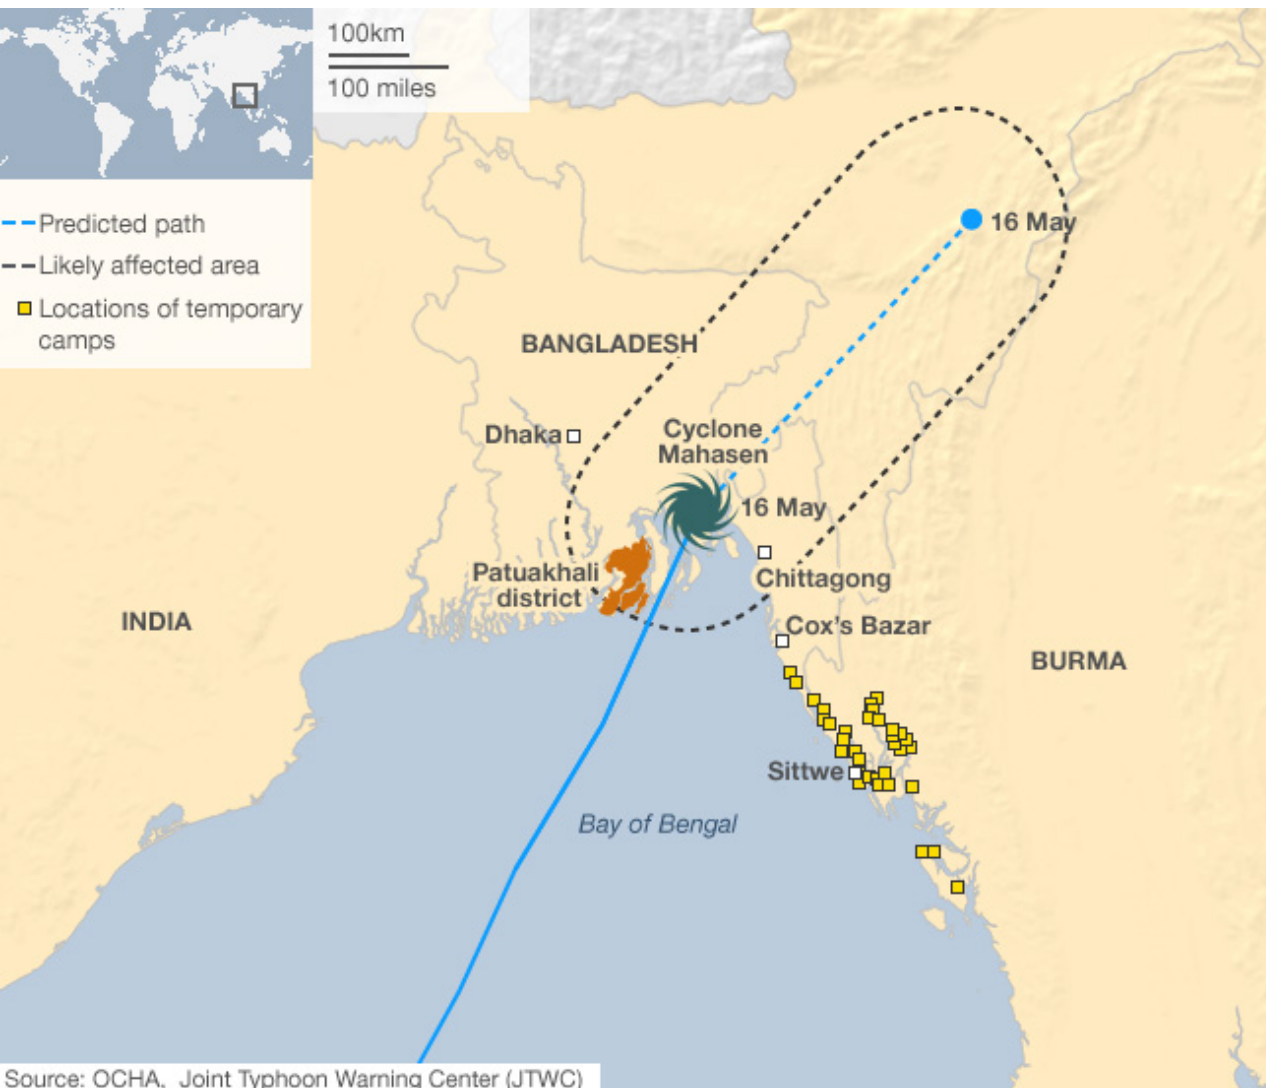 100km
100 miles
Predicted path
Likely affected area
Locations of temporary
camps
16 May
BANGLADESH
Dhaka
Cyclone
Mahasen
16 May
Patuakhali
district
Chittagong
INDIA
Cox's Bazar
BURMA
Sittwe
Bay of Bengal
Source: OCHA, Joint Typhoon Warning Center (JTWC)